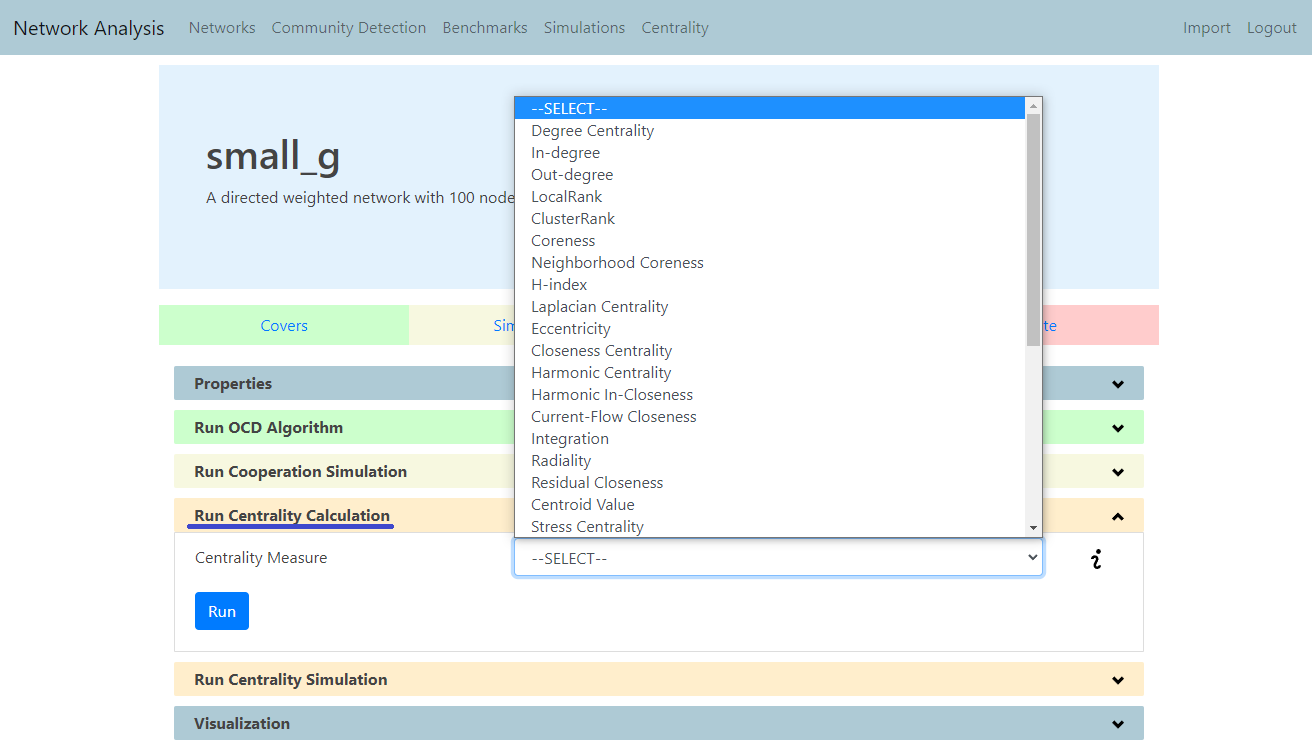 Network Analysis Networks Community Detection Benchmarks Simulations Centrality Import Logout
small_g
A directed weighted network with 100 node
--SELECT--
Degree Centrality
In-degree
Out-degree
LocalRank
ClusterRank
Coreness
Neighborhood Coreness
H-index
Laplacian Centrality
Eccentricity
Closeness Centrality
Harmonic Centrality
Harmonic In-Closeness
Current-Flow Closeness
Integration
Radiality
Residual Closeness
Centroid Value
Stress Centrality
Covers Sim te
Properties
Run OCD Algorithm
Run Cooperation Simulation
Run Centrality Calculation
Centrality Measure --SELECT-- i
Run
Run Centrality Simulation
Visualization